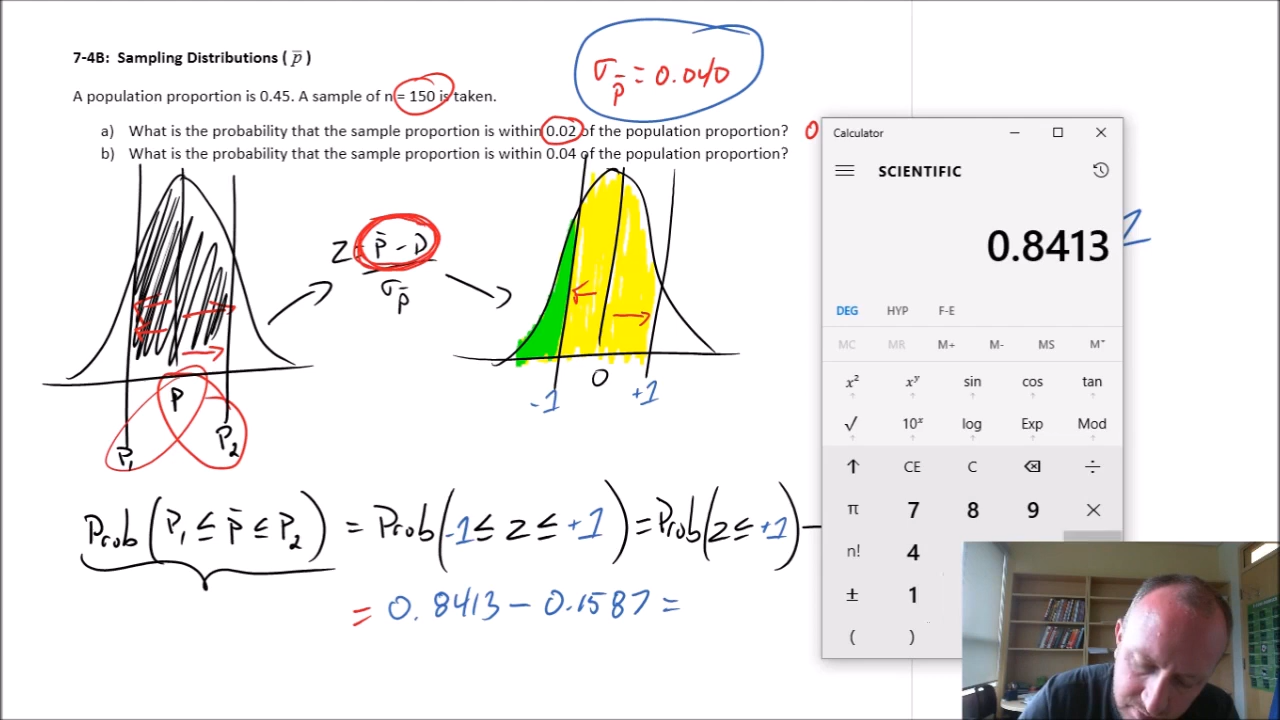 7-4B: Sampling Distributions ( p̄ )
σp̄ = 0.040
A population proportion is 0.45. A sample of n = 150 is taken.
a) What is the probability that the sample proportion is within 0.02 of the population proportion? 0
b) What is the probability that the sample proportion is within 0.04 of the population proportion?
Calculator
SCIENTIFIC
0.8413
DEG HYP F-E
MC MR M+ M- MS M˅
x² xʸ sin cos tan
√ 10ˣ log Exp Mod
↑ CE C ⌫ ÷
π 7 8 9 ×
n! 4
± 1
( )
Z = p̄ - P
σp̄
P
P₁
P₂
-1
0
+1
Prob(P₁ ≤ p̄ ≤ P₂) = Prob(-1 ≤ z ≤ +1) = Prob(z ≤ +1) -
= 0.8413 - 0.1587 =